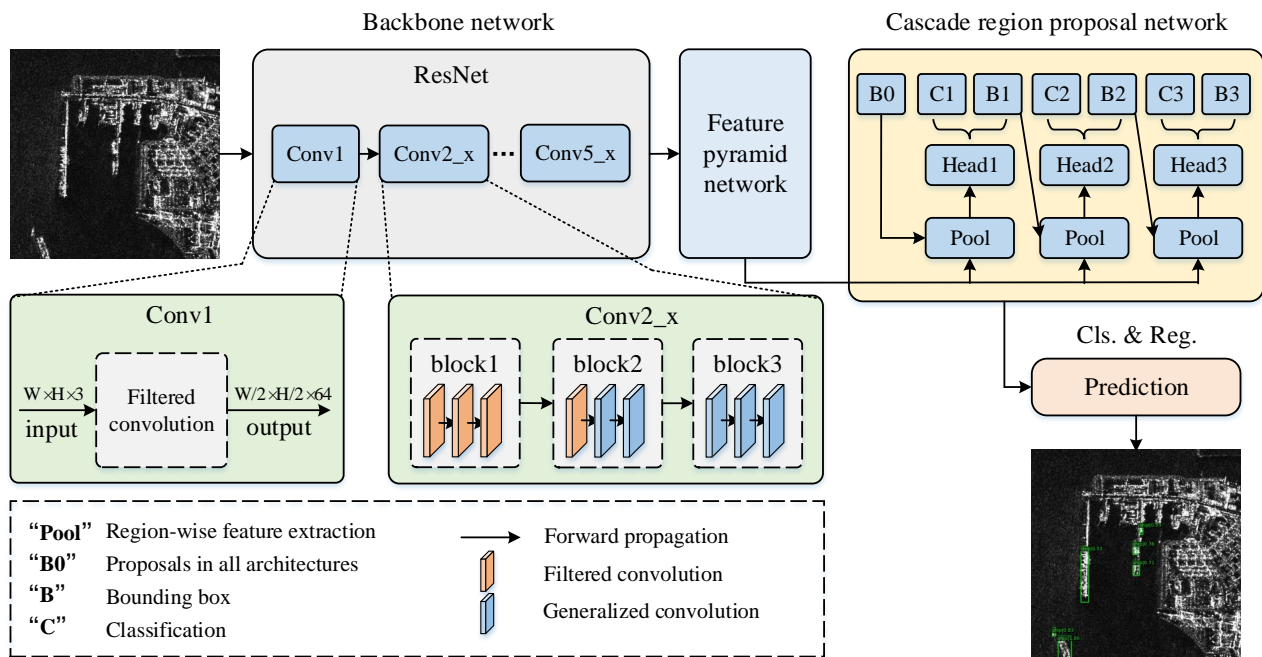 Backbone network
Cascade region proposal network
ResNet
Conv1
Conv2_x
...
Conv5_x
Feature
pyramid
network
B0
C1
B1
C2
B2
C3
B3
Head1
Head2
Head3
Pool
Pool
Pool
Conv1
W×H×3
input
Filtered
convolution
W/2×H/2×64
output
Conv2_x
block1
block2
block3
Cls. & Reg.
Prediction
“Pool” Region-wise feature extraction
“B0” Proposals in all architectures
“B” Bounding box
“C” Classification
Forward propagation
Filtered convolution
Generalized convolution